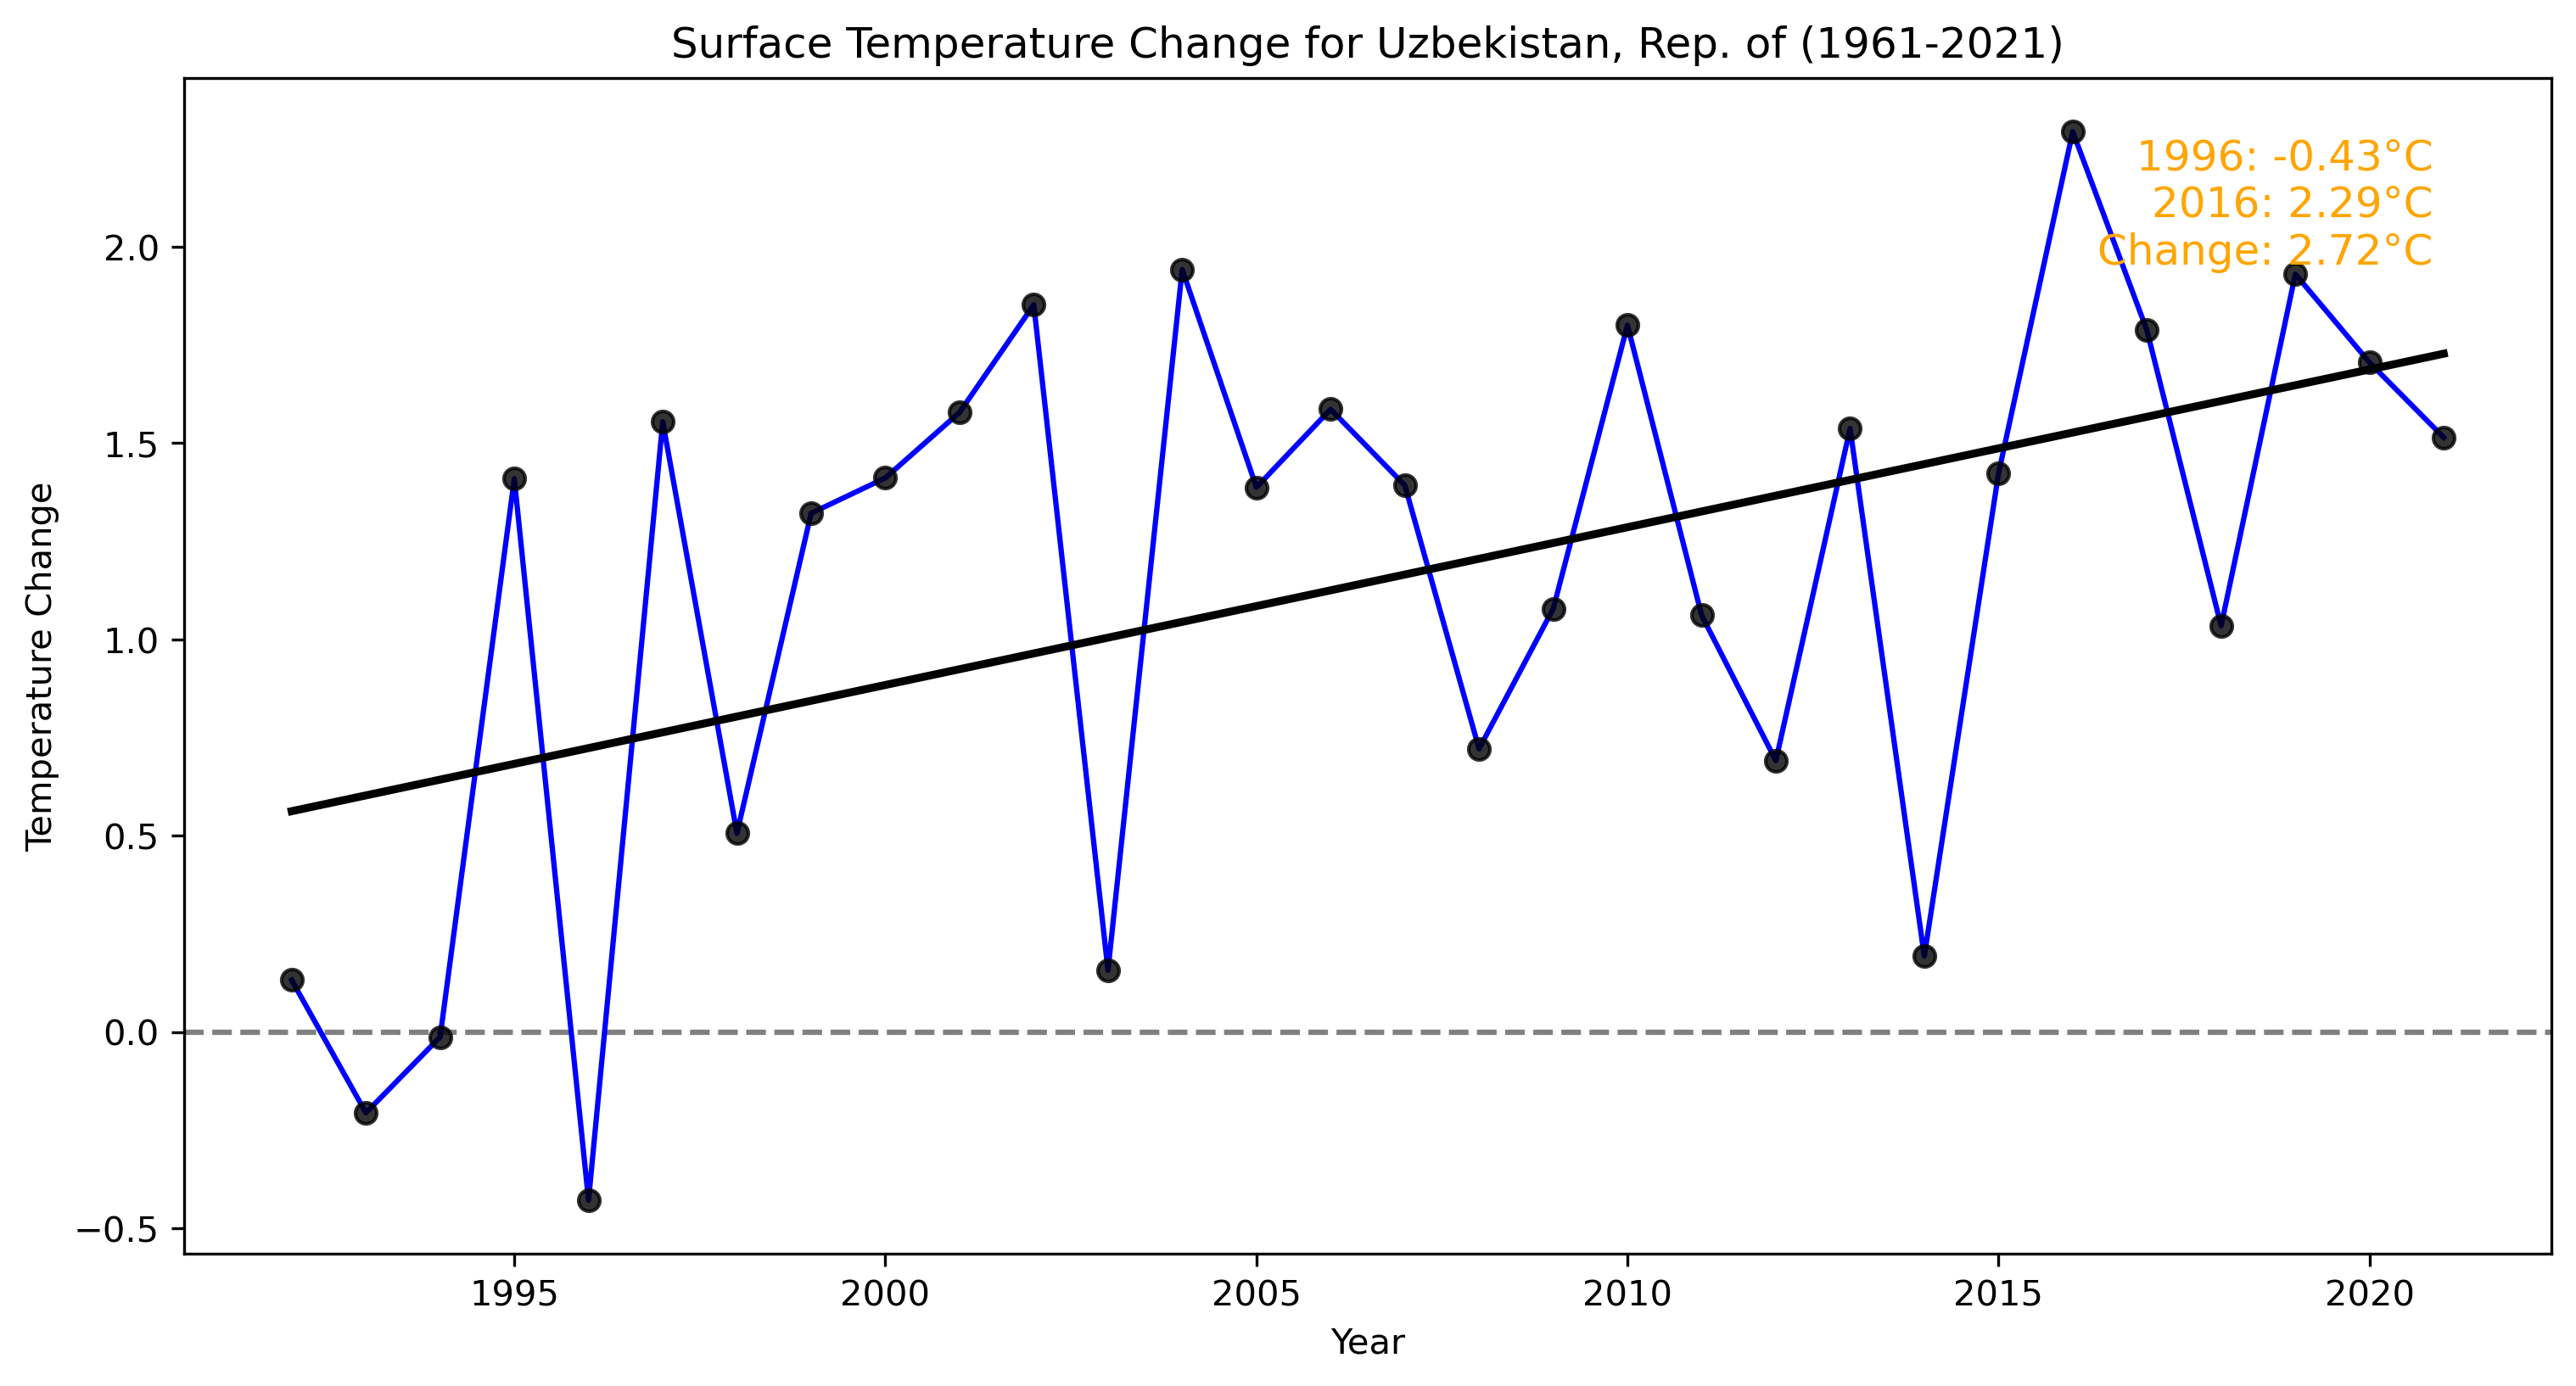 Surface Temperature Change for Uzbekistan, Rep. of (1961-2021)
1996: -0.43°C
2016: 2.29°C
Change: 2.72°C
Temperature Change
2.0
1.5
1.0
0.5
0.0
−0.5
1995 2000 2005 2010 2015 2020
Year